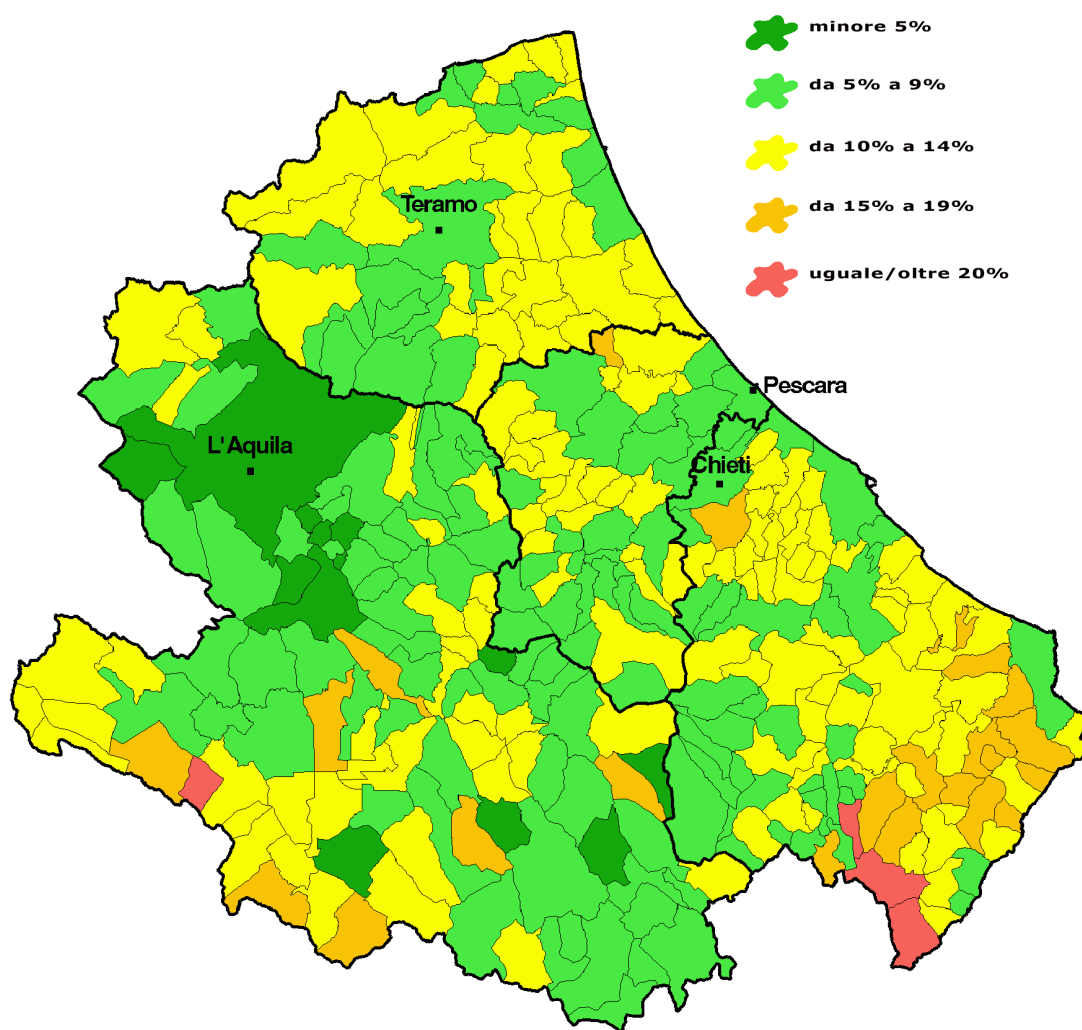 minore 5%
da 5% a 9%
da 10% a 14%
da 15% a 19%
uguale/oltre 20%
Teramo
Pescara
L'Aquila
Chieti